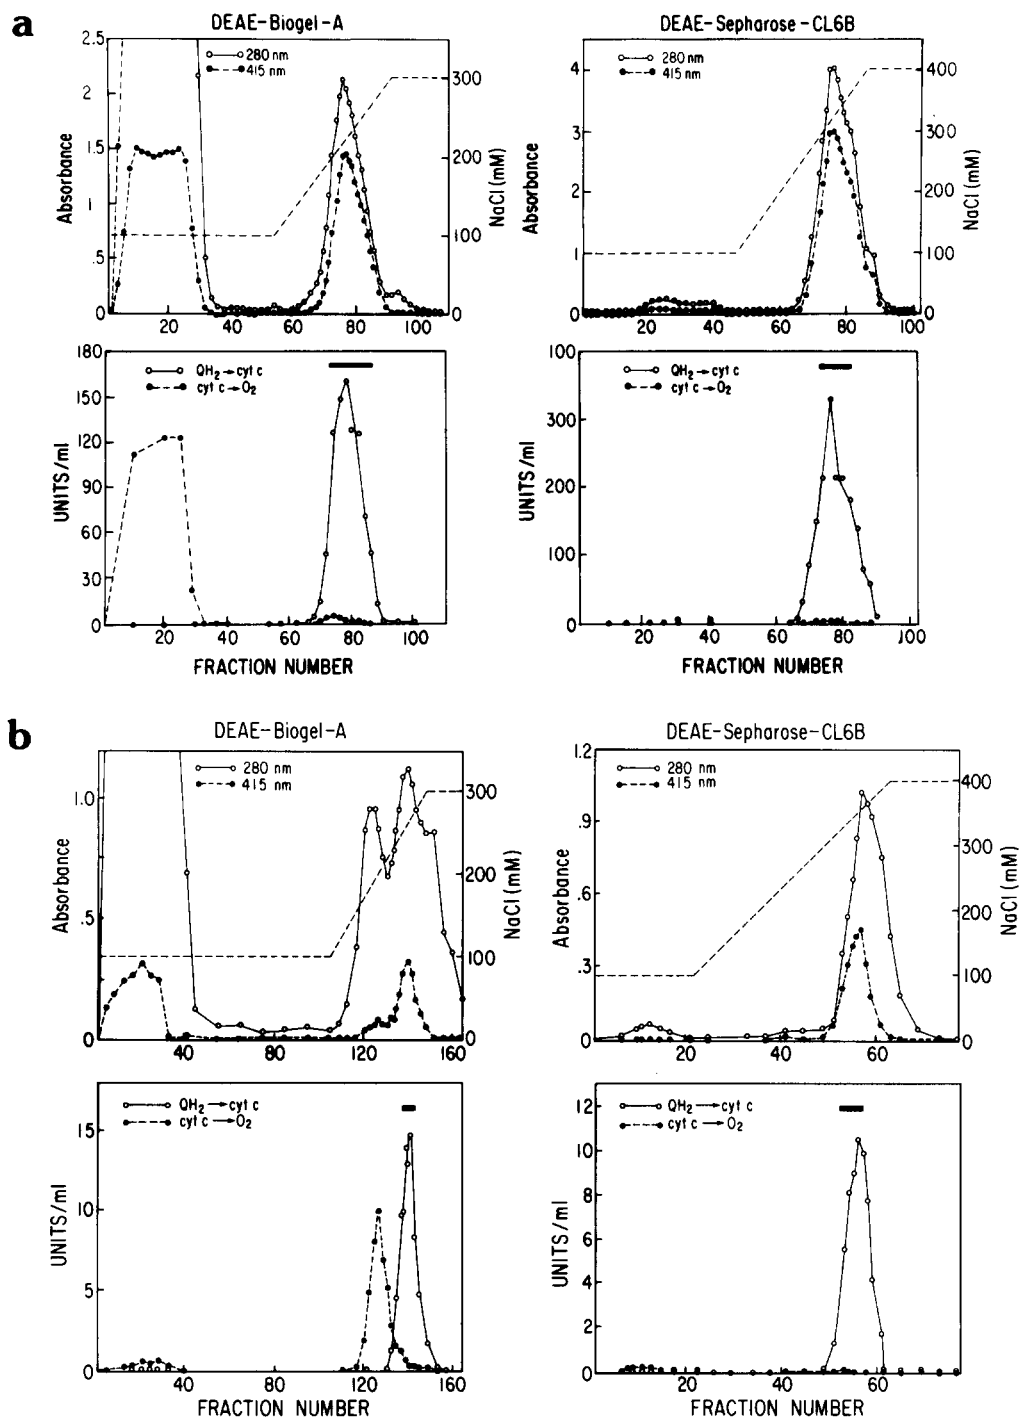 a
DEAE-Biogel-A
280 nm
415 nm
2.5
2
1.5
1
.5
0
Absorbance
300
200
100
0
NaCl (mM)
20 40 60 80 100
DEAE-Sepharose-CL6B
280 nm
415 nm
4
3
2
1
0
Absorbance
400
300
200
100
0
NaCl (mM)
20 40 60 80 100
QH2→cyt c
cyt c→O2
180
150
120
90
60
30
0
UNITS/ml
0 20 40 60 80 100
FRACTION NUMBER
QH2→cyt c
cyt c→O2
100
300
200
100
0
UNITS/ml
20 40 60 80 100
FRACTION NUMBER
b
DEAE-Biogel-A
280 nm
415 nm
1.0
.5
0
Absorbance
300
200
100
0
NaCl (mM)
40 80 120 160
DEAE-Sepharose-CL6B
280 nm
415 nm
1.2
.9
.6
.3
0
Absorbance
400
300
200
100
0
NaCl (mM)
20 40 60
QH2→cyt c
cyt c→O2
15
10
5
0
UNITS/ml
40 80 120 160
FRACTION NUMBER
QH2→cyt c
cyt c→O2
12
10
8
6
4
2
0
UNITS/ml
20 40 60
FRACTION NUMBER